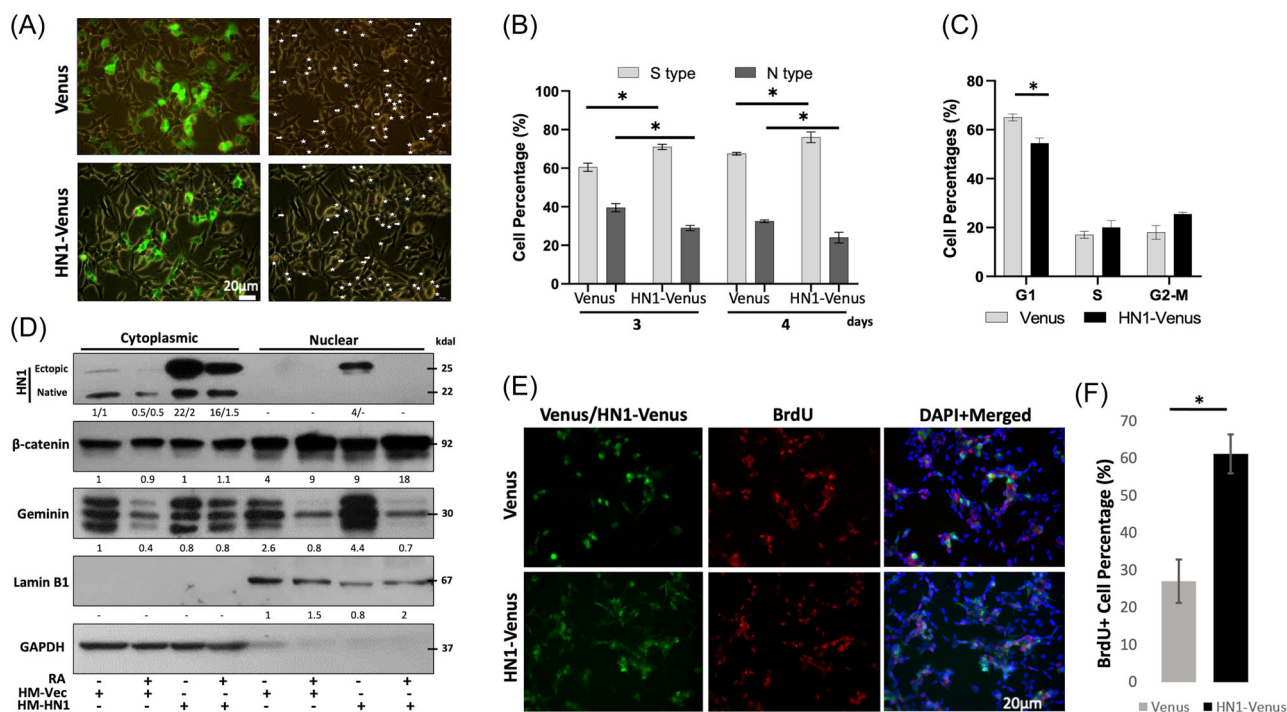 (A)
Venus
HN1-Venus
20μm
(B)
S type
N type
Cell Percentage (%)
100
80
60
40
20
0
*
*
*
*
Venus
HN1-Venus
Venus
HN1-Venus
3
4
days
(C)
Cell Percentages (%)
80
60
40
20
0
*
G1
S
G2-M
Venus
HN1-Venus
(D)
Cytoplasmic
Nuclear
kdal
HN1
Ectopic
25
Native
22
1/1 0.5/0.5 22/2 16/1.5 - - 4/- -
β-catenin
92
1 0.9 1 1.1 4 9 9 18
Geminin
30
1 0.4 0.8 0.8 2.6 0.8 4.4 0.7
Lamin B1
67
- - - - 1 1.5 0.8 2
GAPDH
37
RA - + - + - + - +
HM-Vec + + - - + + - -
HM-HN1 - - + + - - + +
(E)
Venus/HN1-Venus
BrdU
DAPI+Merged
Venus
HN1-Venus
20μm
(F)
BrdU+ Cell Percentage (%)
70
60
50
40
30
20
10
0
*
Venus
HN1-Venus